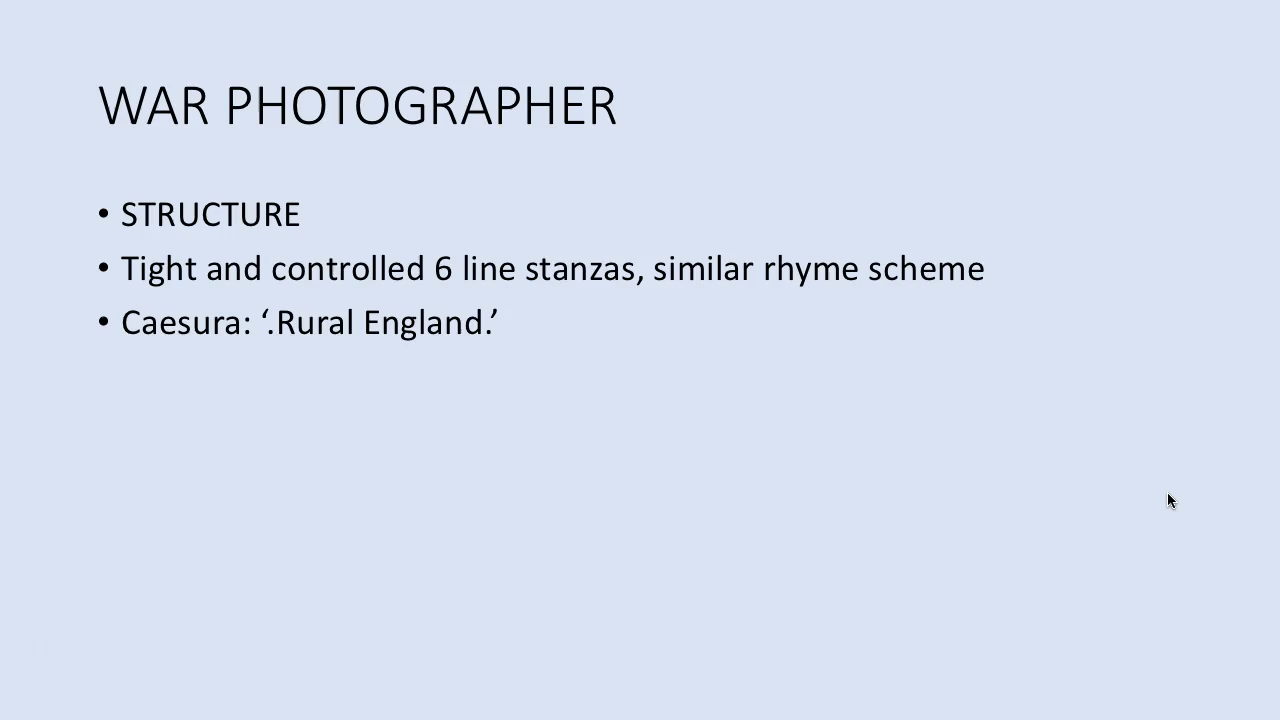 WAR PHOTOGRAPHER
• STRUCTURE
• Tight and controlled 6 line stanzas, similar rhyme scheme
• Caesura: ‘.Rural England.’